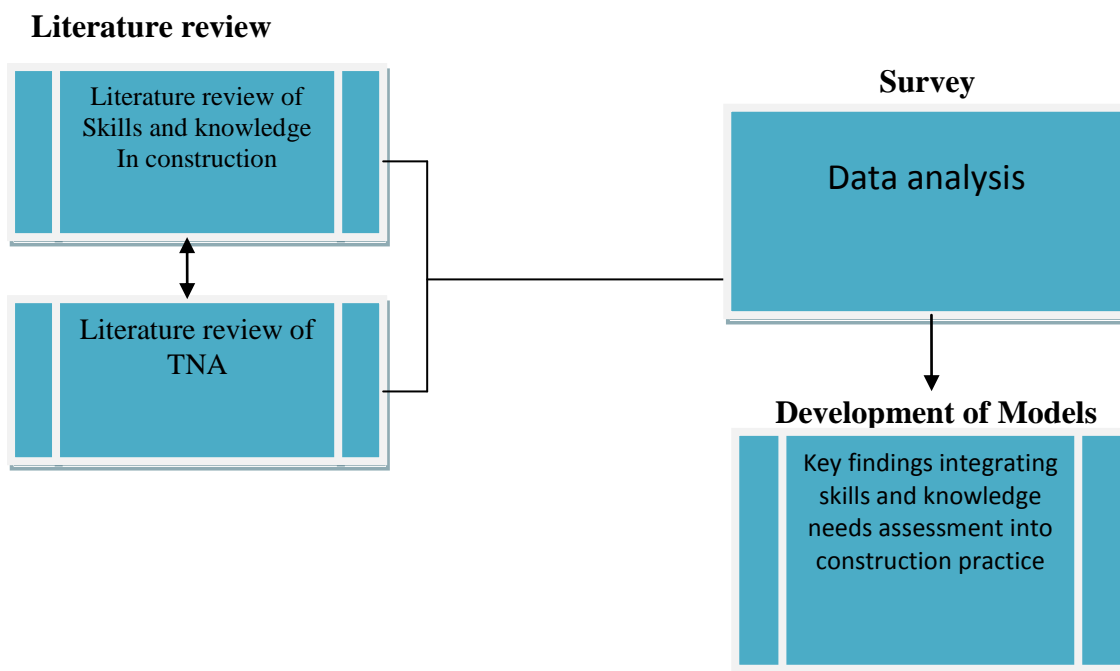 Literature review
Literature review of
Skills and knowledge
In construction
Literature review of
TNA
Survey
Data analysis
Development of Models
Key findings integrating
skills and knowledge
needs assessment into
construction practice